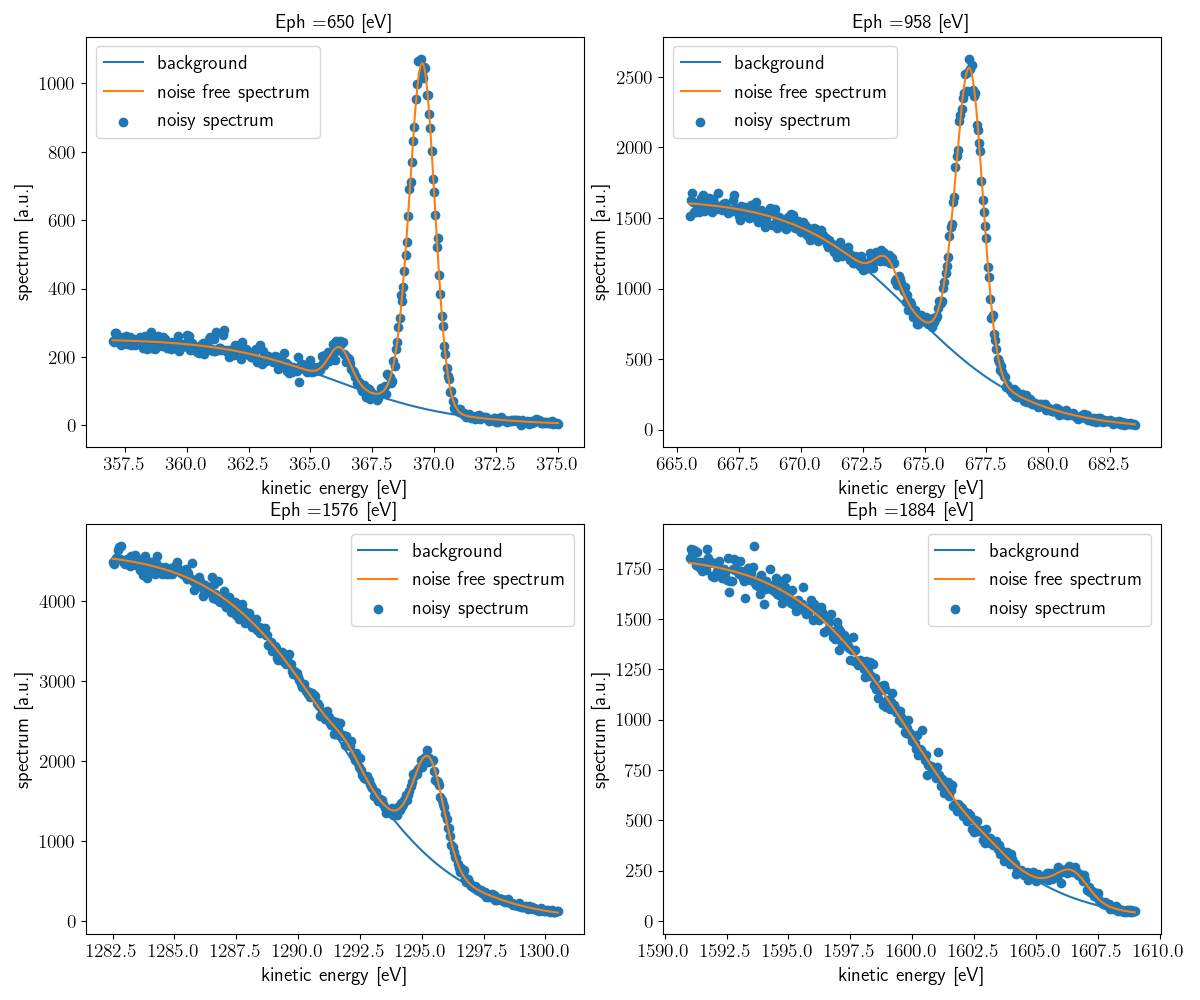 Eph =650 [eV]
background
noise free spectrum
noisy spectrum
spectrum [a.u.]
1000
800
600
400
200
0
357.5 360.0 362.5 365.0 367.5 370.0 372.5 375.0
kinetic energy [eV]
Eph =958 [eV]
background
noise free spectrum
noisy spectrum
spectrum [a.u.]
2500
2000
1500
1000
500
0
665.0 667.5 670.0 672.5 675.0 677.5 680.0 682.5
kinetic energy [eV]
Eph =1576 [eV]
background
noise free spectrum
noisy spectrum
spectrum [a.u.]
4000
3000
2000
1000
0
1282.5 1285.0 1287.5 1290.0 1292.5 1295.0 1297.5 1300.0
kinetic energy [eV]
Eph =1884 [eV]
background
noise free spectrum
noisy spectrum
spectrum [a.u.]
1750
1500
1250
1000
750
500
250
0
1590.0 1592.5 1595.0 1597.5 1600.0 1602.5 1605.0 1607.5 1610.0
kinetic energy [eV]